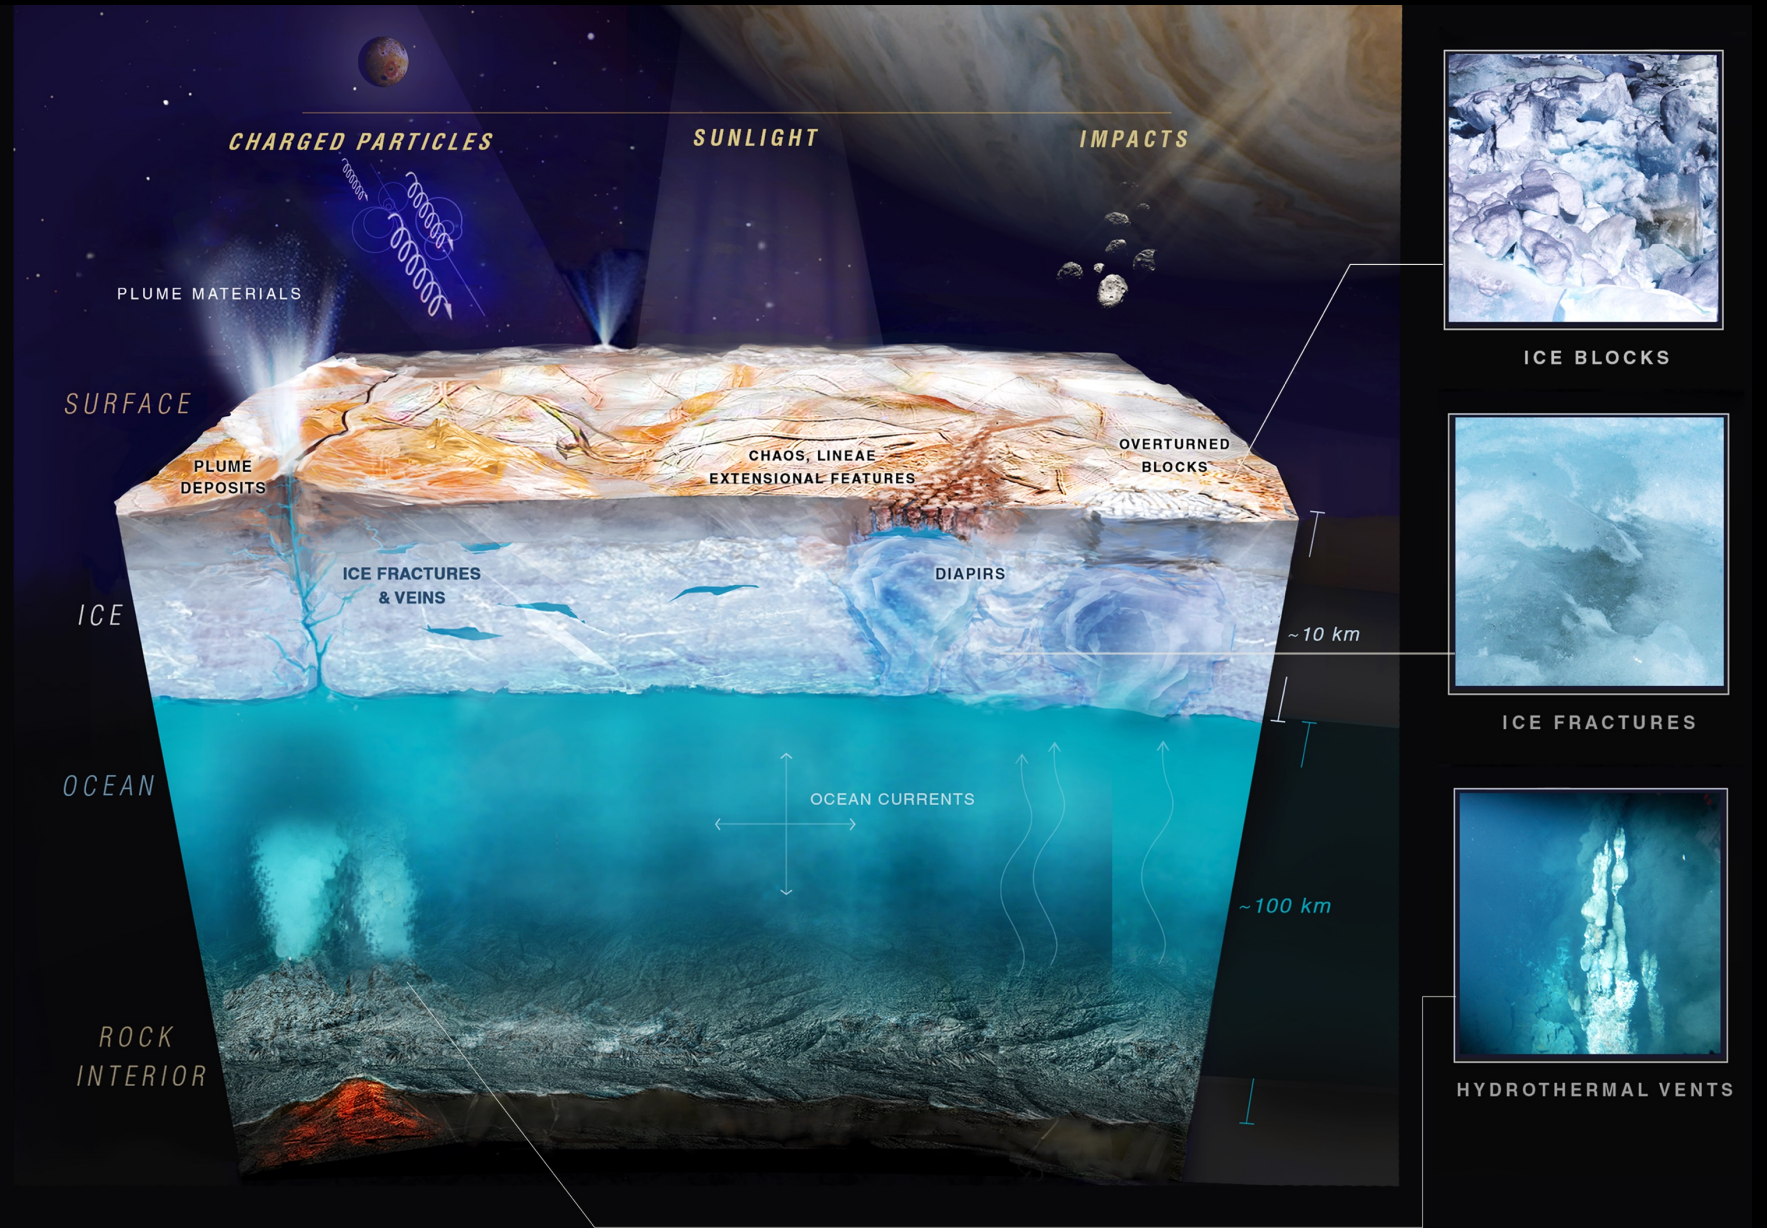 CHARGED PARTICLES
SUNLIGHT
IMPACTS
PLUME MATERIALS
SURFACE
PLUME
DEPOSITS
CHAOS, LINEAE
EXTENSIONAL FEATURES
OVERTURNED
BLOCKS
ICE BLOCKS
ICE
ICE FRACTURES
& VEINS
DIAPIRS
~10 km
ICE FRACTURES
OCEAN
OCEAN CURRENTS
~100 km
ROCK
INTERIOR
HYDROTHERMAL VENTS